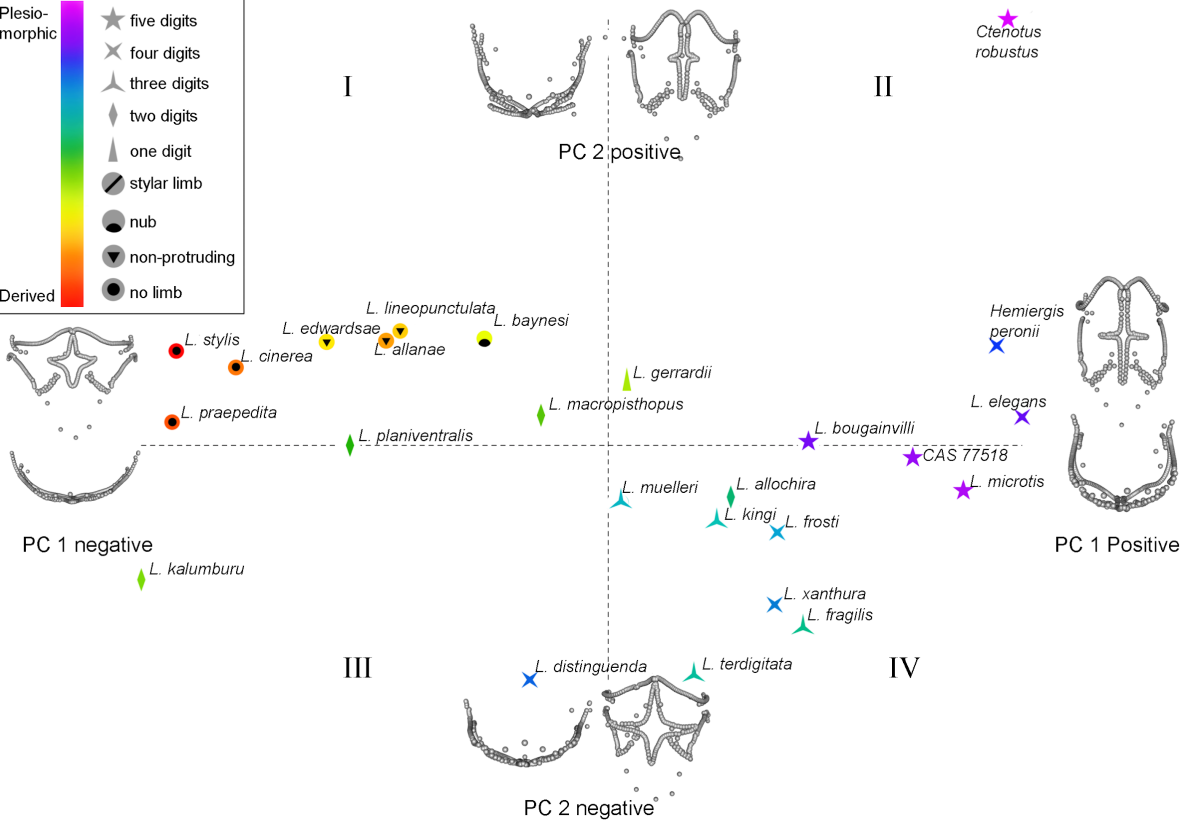 Plesio-
morphic
five digits
four digits
three digits
two digits
one digit
stylar limb
nub
non-protruding
Derived
no limb
I
II
Ctenotus
robustus
PC 2 positive
Hemiergis
peronii
L. lineopunctulata
L. edwardsae
L. baynesi
L. stylis
L. allanae
L. cinerea
L. gerrardii
L. macropisthopus
L. elegans
L. praepedita
L. planiventralis
L. bougainvilli
CAS 77518
L. microtis
L. muelleri
L. allochira
L. kingi
L. frosti
PC 1 negative
PC 1 Positive
L. kalumburu
L. xanthura
L. fragilis
III
IV
L. distinguenda
L. terdigitata
PC 2 negative